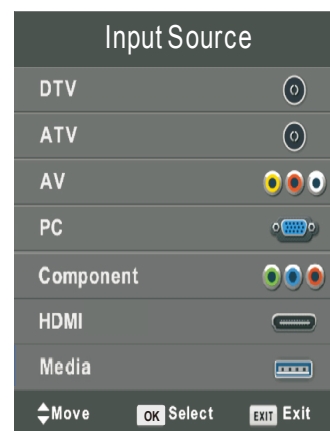 Input Source
DTV
ATV
AV
PC
Component
HDMI
Media
Move OK Select EXIT Exit